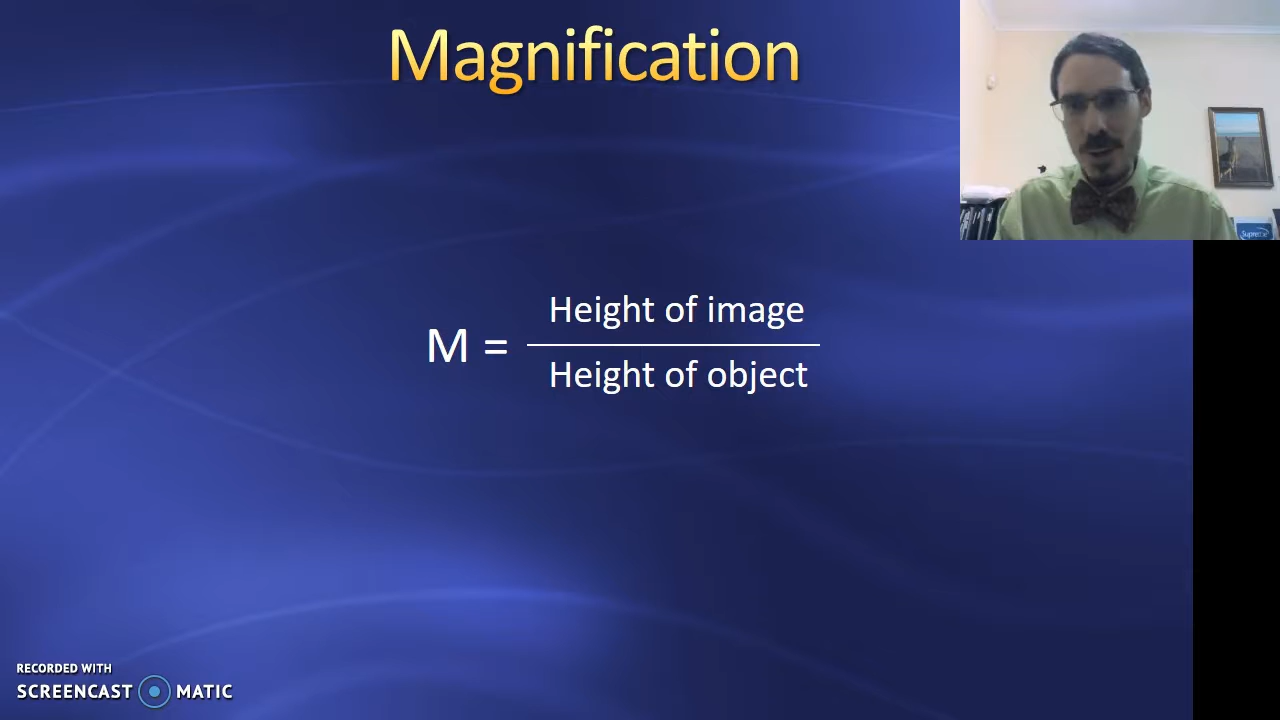 Magnification
Height of image
M =
Height of object
RECORDED WITH
SCREENCAST MATIC